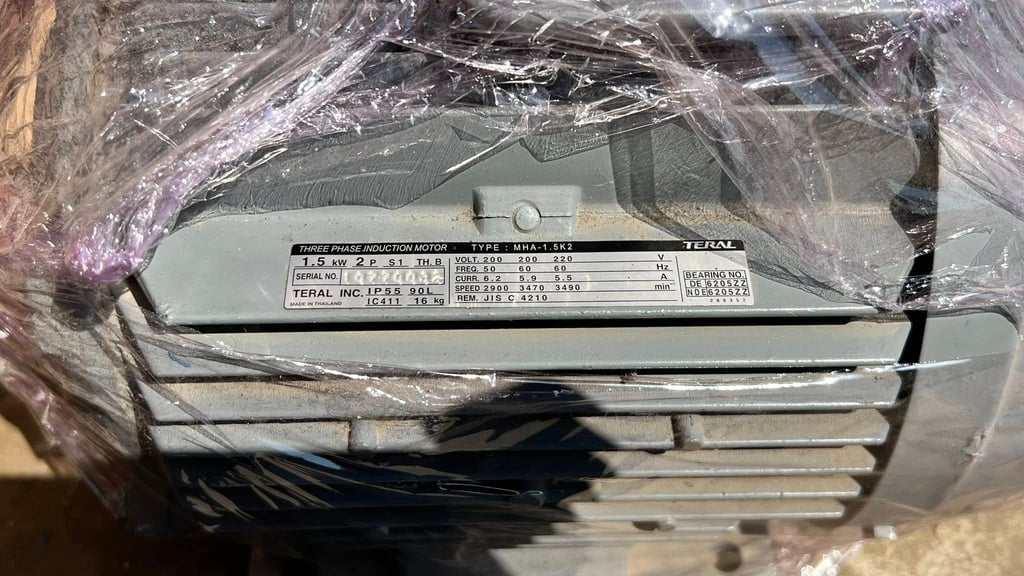 THREE PHASE INDUCTION MOTOR - TYPE : MHA-1.5K2 TERAL
1.5 kW 2 P S1 TH. B
SERIAL NO.
TERAL INC. IP55 90L
MADE IN THAILAND IC411 16 kg
VOLT. 200 200 220 V
FREQ. 50 60 60 Hz
CURR. 6.2 5.9 5.5 A
SPEED 2900 3470 3490 min⁻¹
REM. JIS C 4210
BEARING NO.
DE 6205ZZ
NDE 6205ZZ